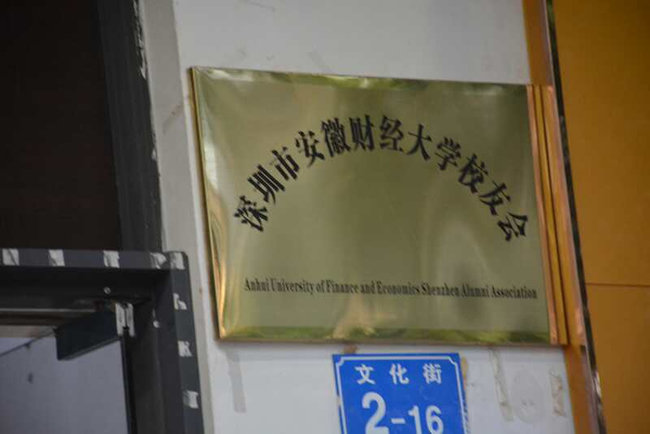 深圳市安徽财经大学校友会
Anhui University of Finance and Economics Shenzhen Alumni Association
文化街
2-16